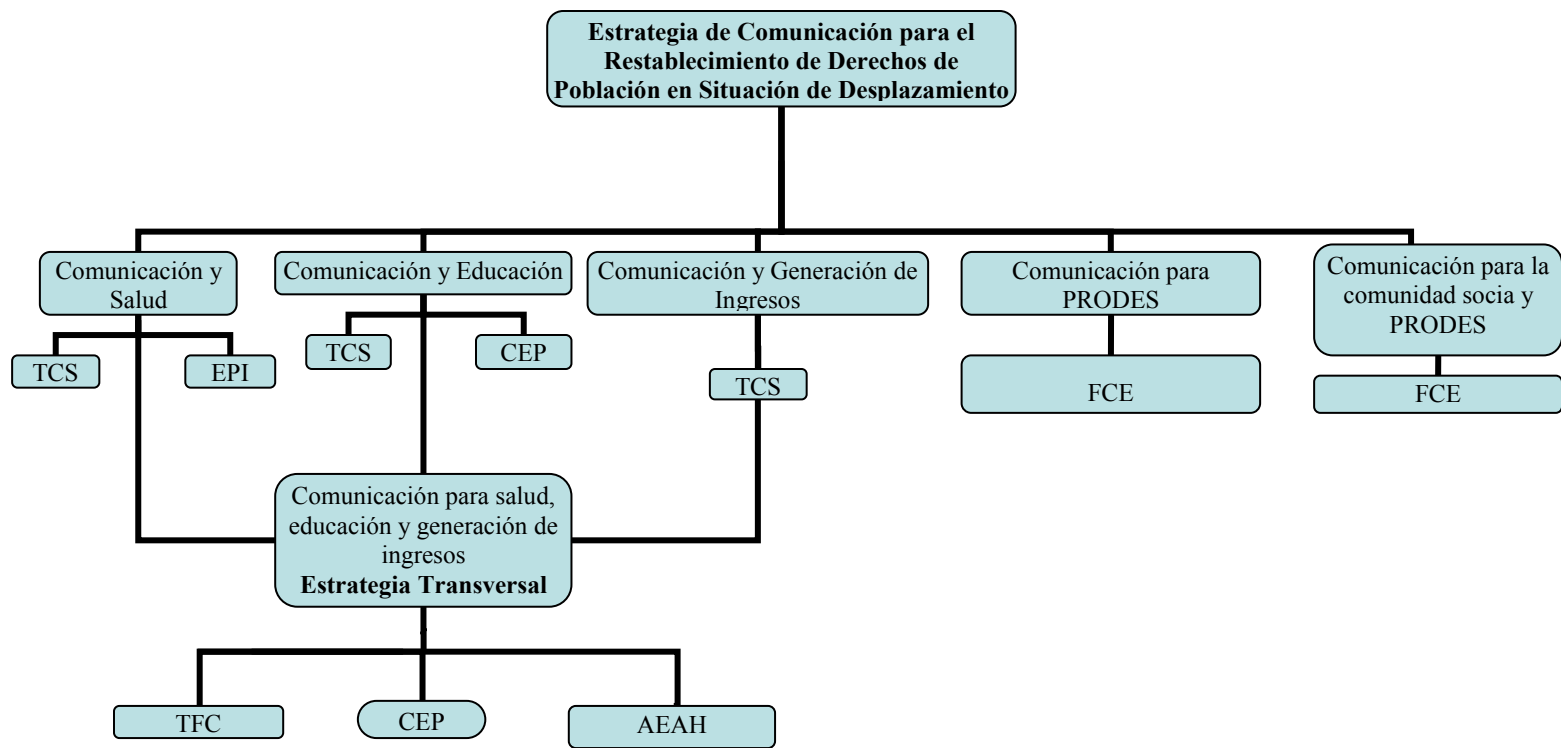 Estrategia de Comunicación para el
Restablecimiento de Derechos de
Población en Situación de Desplazamiento
Comunicación y
Salud
Comunicación y Educación
Comunicación y Generación de
Ingresos
Comunicación para
PRODES
Comunicación para la
comunidad socia y
PRODES
TCS
EPI
TCS
CEP
TCS
FCE
FCE
Comunicación para salud,
educación y generación de
ingresos
Estrategia Transversal
TFC
CEP
AEAH